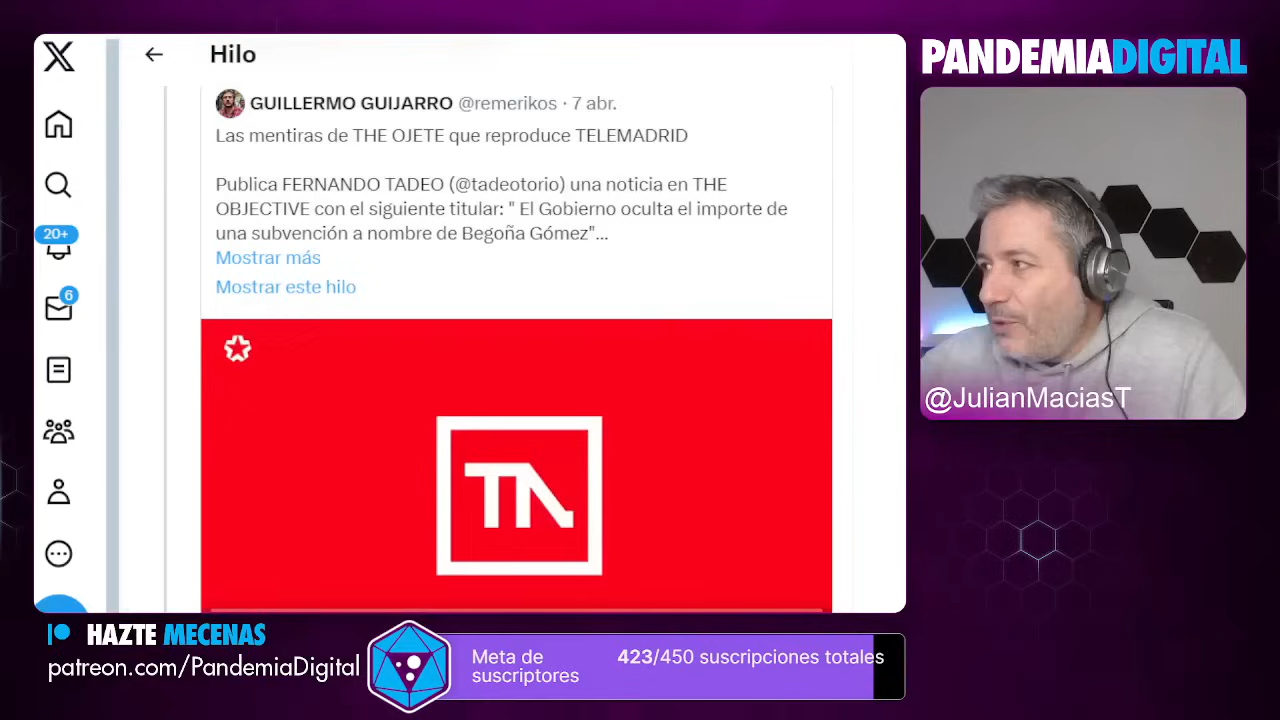 X
Hilo
PANDEMIADIGITAL
GUILLERMO GUIJARRO @remerikos · 7 abr.
Las mentiras de THE OJETE que reproduce TELEMADRID
Publica FERNANDO TADEO (@tadeotorio) una noticia en THE
OBJECTIVE con el siguiente titular: " El Gobierno oculta el importe de
una subvención a nombre de Begoña Gómez"...
Mostrar más
Mostrar este hilo
20+
6
TN
@JulianMaciasT
HAZTE MECENAS
patreon.com/PandemiaDigital
Meta de
suscriptores
423/450 suscripciones totales